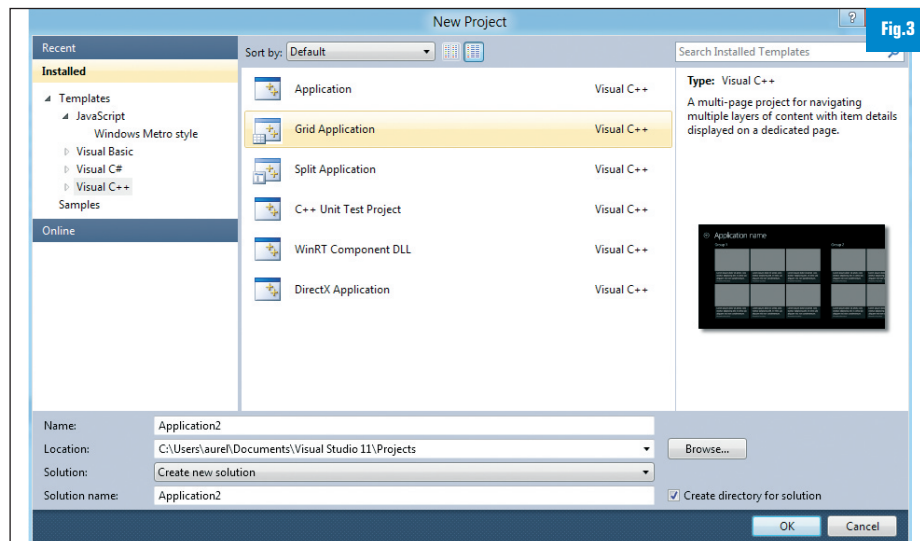 New Project
?
Fig.3
Recent
Sort by: Default
Search Installed Templates
Installed
Templates
JavaScript
Windows Metro style
Visual Basic
Visual C#
Visual C++
Samples
Online
Application Visual C++
Grid Application Visual C++
Split Application Visual C++
C++ Unit Test Project Visual C++
WinRT Component DLL Visual C++
DirectX Application Visual C++
Type: Visual C++
A multi-page project for navigating
multiple layers of content with item details
displayed on a dedicated page.
Application name
Group 1
Group 2
Name: Application2
Location: C:\Users\aurel\Documents\Visual Studio 11\Projects
Browse...
Solution: Create new solution
Solution name: Application2
Create directory for solution
OK
Cancel